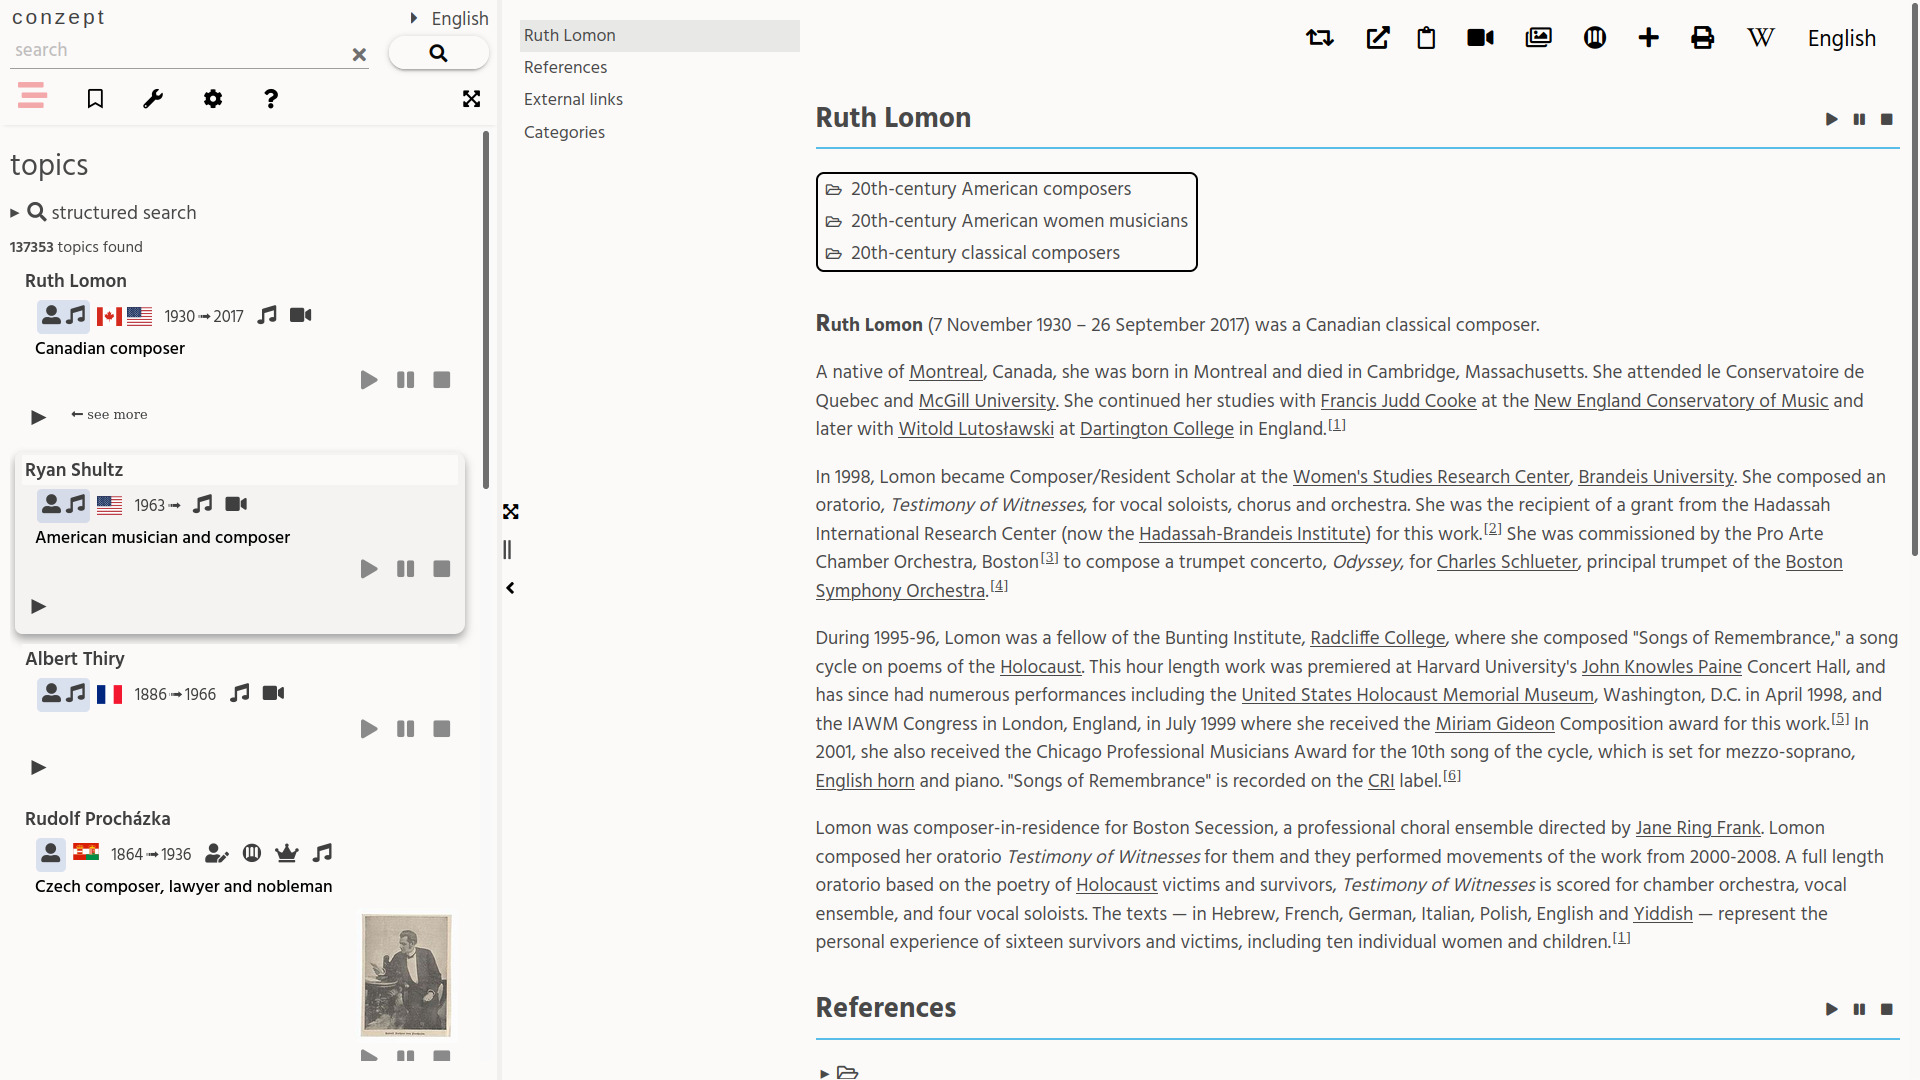 conzept
English
search
topics
structured search
137353 topics found
Ruth Lomon
1930 ➟ 2017
Canadian composer
← see more
Ryan Shultz
1963 ➟
American musician and composer
Albert Thiry
1886 ➟ 1966
Rudolf Procházka
1864 ➟ 1936
Czech composer, lawyer and nobleman
Ruth Lomon
References
External links
Categories
W English
Ruth Lomon
20th-century American composers
20th-century American women musicians
20th-century classical composers
Ruth Lomon (7 November 1930 – 26 September 2017) was a Canadian classical composer.
A native of Montreal, Canada, she was born in Montreal and died in Cambridge, Massachusetts. She attended le Conservatoire de
Quebec and McGill University. She continued her studies with Francis Judd Cooke at the New England Conservatory of Music and
later with Witold Lutosławski at Dartington College in England.[1]
In 1998, Lomon became Composer/Resident Scholar at the Women's Studies Research Center, Brandeis University. She composed an
oratorio, Testimony of Witnesses, for vocal soloists, chorus and orchestra. She was the recipient of a grant from the Hadassah
International Research Center (now the Hadassah-Brandeis Institute) for this work.[2] She was commissioned by the Pro Arte
Chamber Orchestra, Boston[3] to compose a trumpet concerto, Odyssey, for Charles Schlueter, principal trumpet of the Boston
Symphony Orchestra.[4]
During 1995-96, Lomon was a fellow of the Bunting Institute, Radcliffe College, where she composed "Songs of Remembrance," a song
cycle on poems of the Holocaust. This hour length work was premiered at Harvard University's John Knowles Paine Concert Hall, and
has since had numerous performances including the United States Holocaust Memorial Museum, Washington, D.C. in April 1998, and
the IAWM Congress in London, England, in July 1999 where she received the Miriam Gideon Composition award for this work.[5] In
2001, she also received the Chicago Professional Musicians Award for the 10th song of the cycle, which is set for mezzo-soprano,
English horn and piano. "Songs of Remembrance" is recorded on the CRI label.[6]
Lomon was composer-in-residence for Boston Secession, a professional choral ensemble directed by Jane Ring Frank. Lomon
composed her oratorio Testimony of Witnesses for them and they performed movements of the work from 2000-2008. A full length
oratorio based on the poetry of Holocaust victims and survivors, Testimony of Witnesses is scored for chamber orchestra, vocal
ensemble, and four vocal soloists. The texts — in Hebrew, French, German, Italian, Polish, English and Yiddish — represent the
personal experience of sixteen survivors and victims, including ten individual women and children.[1]
References